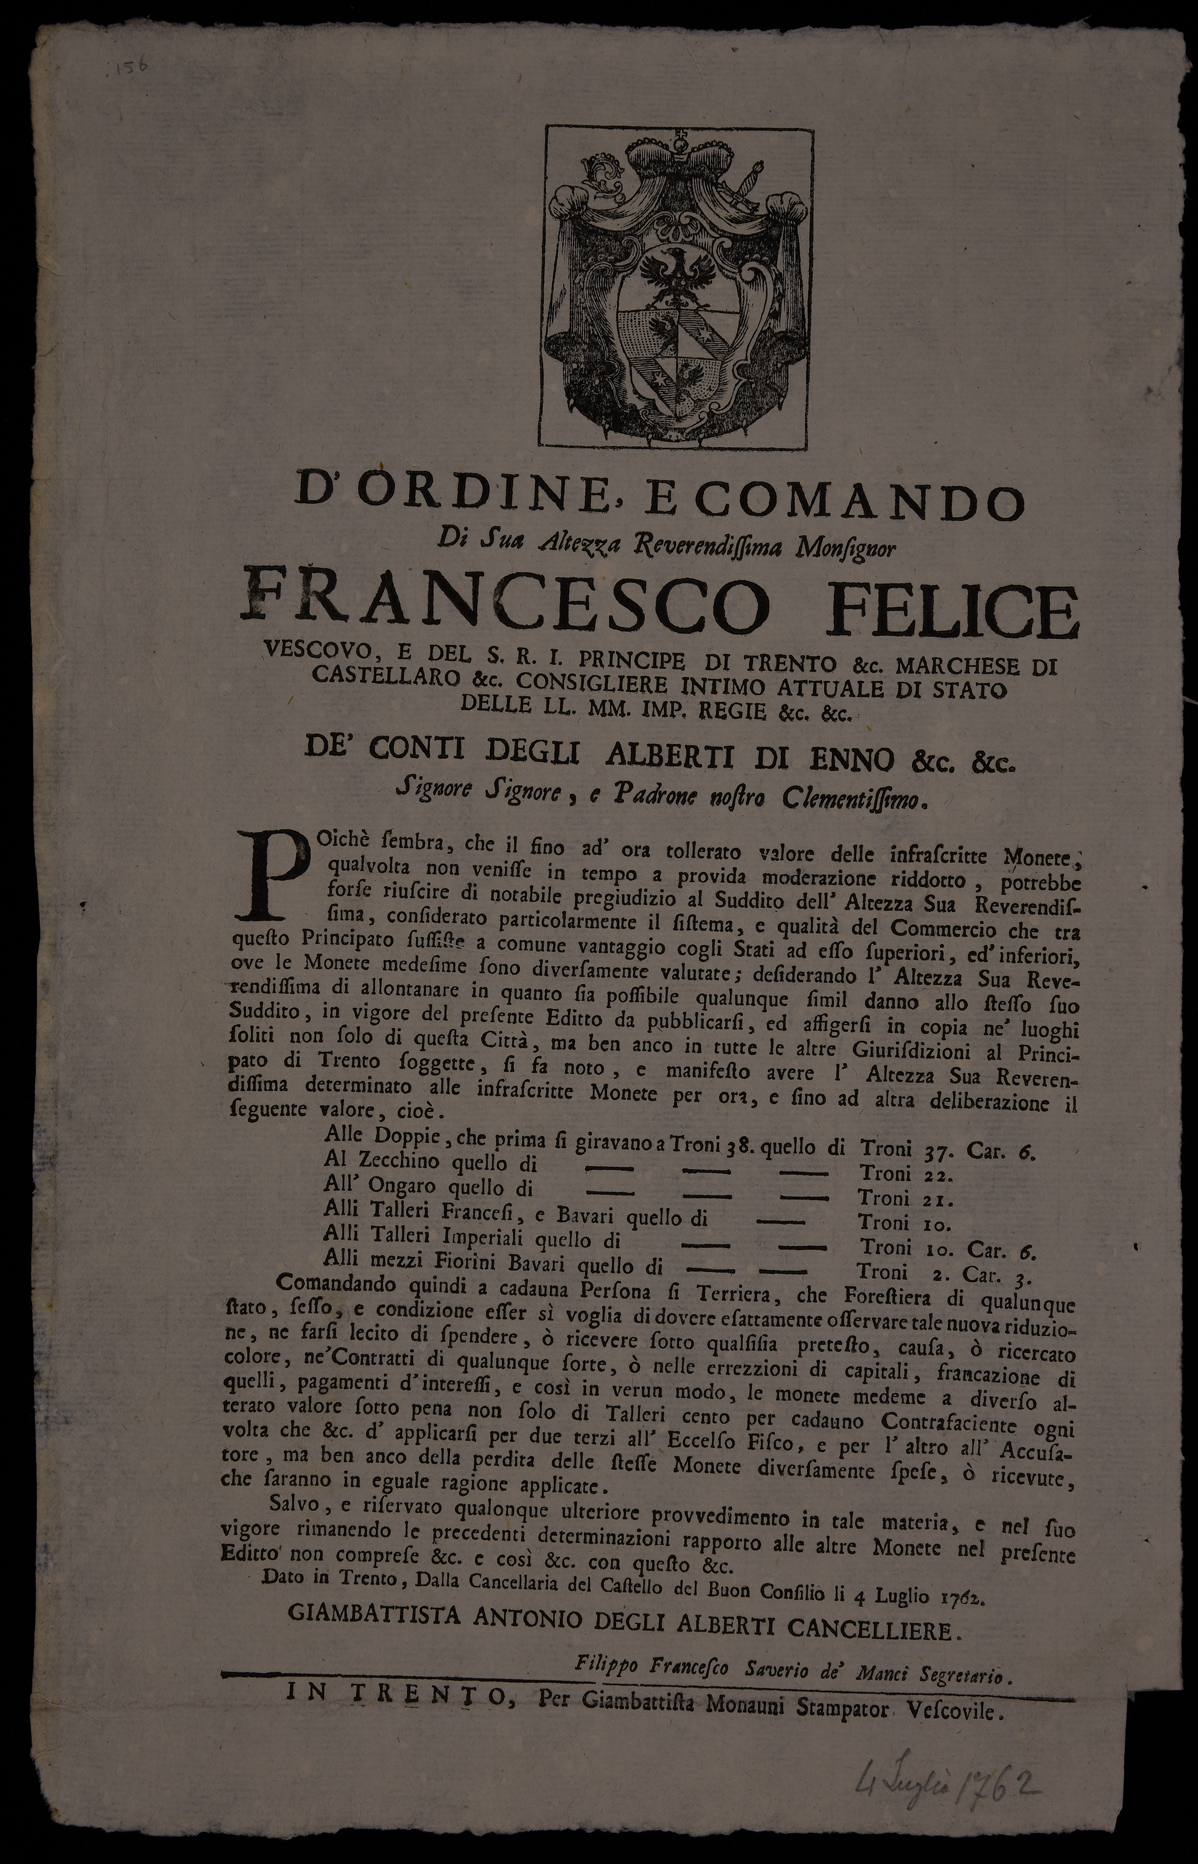 156
D' ORDINE, E COMANDO
Di Sua Altezza Reverendiſſima Monſignor
FRANCESCO FELICE
VESCOVO, E DEL S. R. I. PRINCIPE DI TRENTO &c. MARCHESE DI
CASTELLARO &c. CONSIGLIERE INTIMO ATTUALE DI STATO
DELLE LL. MM. IMP. REGIE &c. &c.
DE' CONTI DEGLI ALBERTI DI ENNO &c. &c.
Signore Signore, e Padrone noſtro Clementiſſimo.
POichè ſembra, che il fino ad' ora tollerato valore delle infraſcritte Monete,
qualvolta non veniſſe in tempo a provida moderazione riddotto, potrebbe
forſe riuſcire di notabile pregiudizio al Suddito dell' Altezza Sua Reverendiſ-
ſima, conſiderato particolarmente il ſiſtema, e qualità del Commercio che tra
queſto Principato ſuſſiſte a comune vantaggio cogli Stati ad eſſo ſuperiori, ed' inferiori,
ove le Monete medeſime ſono diverſamente valutate; deſiderando l' Altezza Sua Reve-
rendiſſima di allontanare in quanto ſia poſſibile qualunque ſimil danno allo ſteſſo ſuo
Suddito, in vigore del preſente Editto da pubblicarſi, ed affigerſi in copia ne' luoghi
ſoliti non ſolo di queſta Città, ma ben anco in tutte le altre Giuriſdizioni al Princi-
pato di Trento ſoggette, ſi fa noto, e manifeſto avere l' Altezza Sua Reveren-
diſſima determinato alle infraſcritte Monete per ora, e ſino ad altra deliberazione il
ſeguente valore, cioè.
Alle Doppie, che prima ſi giravano a Troni 38. quello di Troni 37. Car. 6.
Al Zecchino quello di — — — Troni 22.
All' Ongaro quello di — — — Troni 21.
Alli Talleri Franceſi, e Bavari quello di — Troni 10.
Alli Talleri Imperiali quello di — — Troni 10. Car. 6.
Alli mezzi Fiorini Bavari quello di — — Troni 2. Car. 3.
Comandando quindi a cadauna Perſona ſi Terriera, che Foreſtiera di qualunque
ſtato, ſeſſo, e condizione eſſer sì voglia di dovere eſattamente oſſervare tale nuova riduzio-
ne, ne farſi lecito di ſpendere, ò ricevere ſotto qualſiſia preteſto, cauſa, ò ricercato
colore, ne' Contratti di qualunque ſorte, ò nelle errezzioni di capitali, francazione di
quelli, pagamenti d' intereſſi, e così in verun modo, le monete medeme a diverſo al-
terato valore ſotto pena non ſolo di Talleri cento per cadauno Contrafaciente ogni
volta che &c. d' applicarſi per due terzi all' Eccelſo Fiſco, e per l' altro all' Accuſa-
tore, ma ben anco della perdita delle ſteſſe Monete diverſamente ſpeſe, ò ricevute,
che ſaranno in eguale ragione applicate.
Salvo, e riſervato qualonque ulteriore provvedimento in tale materia, e nel ſuo
vigore rimanendo le precedenti determinazioni rapporto alle altre Monete nel preſente
Editto non compreſe &c. e così &c. con queſto &c.
Dato in Trento, Dalla Cancellaria del Caſtello del Buon Conſilio li 4 Luglio 1762.
GIAMBATTISTA ANTONIO DEGLI ALBERTI CANCELLIERE.
Filippo Franceſco Saverio de' Manci Segretario.
IN TRENTO, Per Giambattiſta Monauni Stampator Veſcovile.
4 Luglio 1762